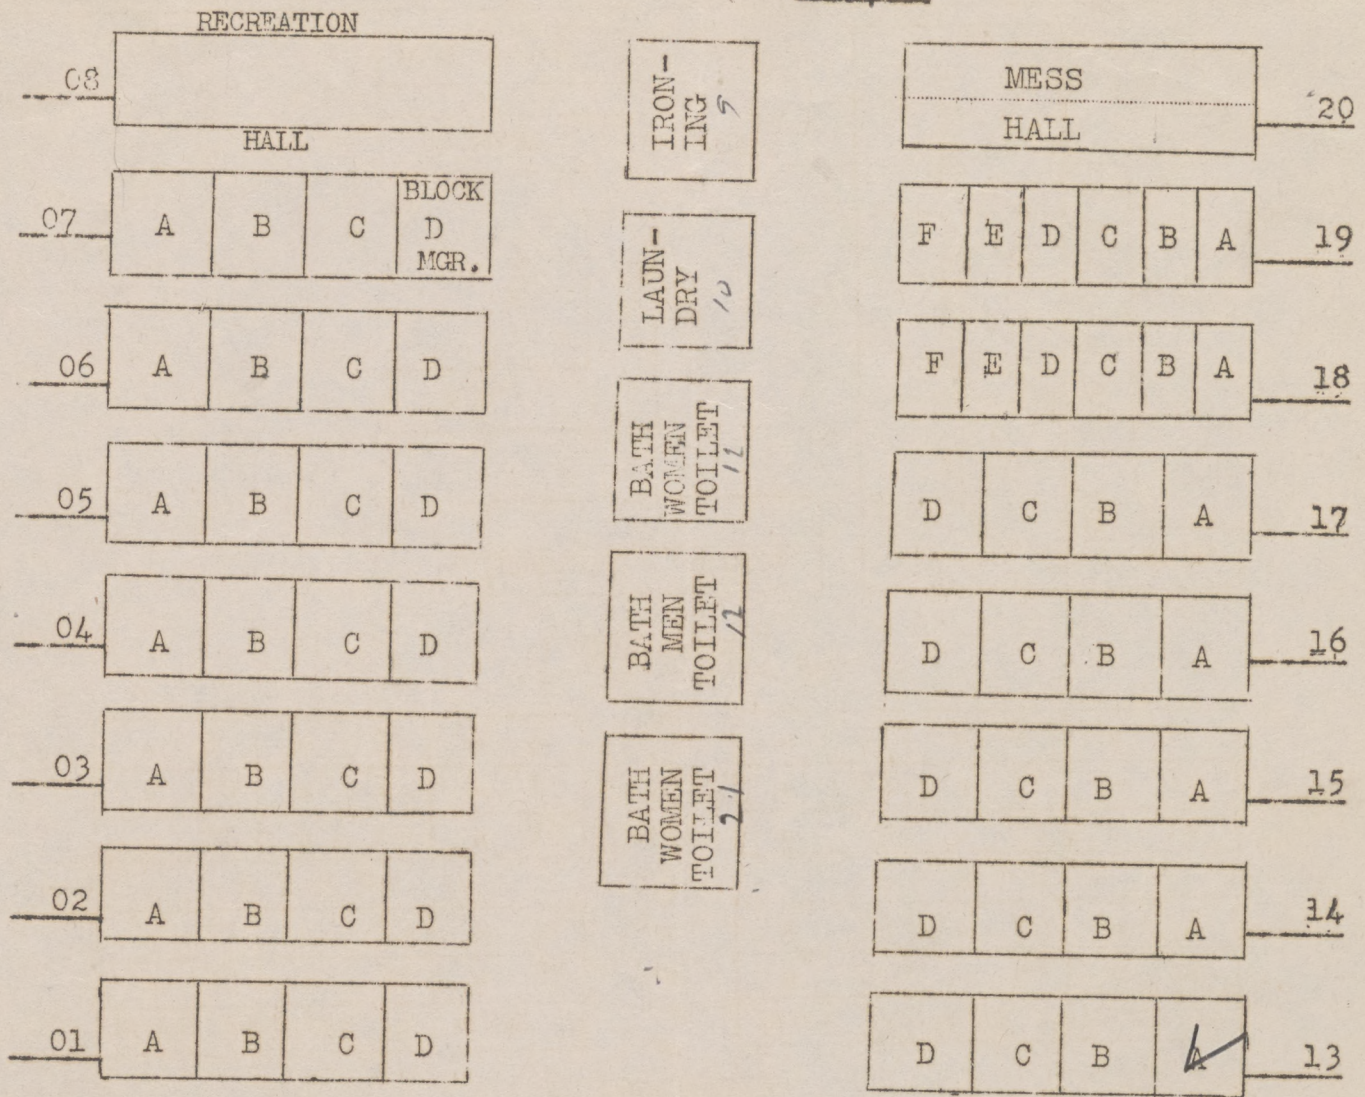 RECREATION
08
HALL
07 A B C BLOCK D MGR.
06 A B C D
05 A B C D
04 A B C D
03 A B C D
02 A B C D
01 A B C D
IRON-
ING
9
LAUN-
DRY
10
BATH
WOMEN
TOILET
12
BATH
MEN
TOILET
12
BATH
WOMEN
TOILET
MESS
HALL
20
F E D C B A 19
F E D C B A 18
D C B A 17
D C B A 16
D C B A 15
D C B A 14
D C B A 13